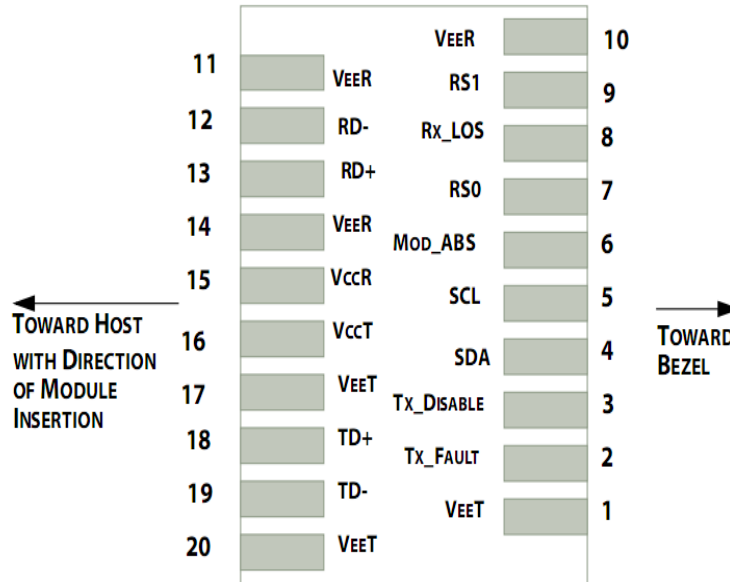 VEER 10
11 VEER
RS1 9
12 RD-
RX_LOS 8
13 RD+
RS0 7
14 VEER
MOD_ABS 6
15 VCCR
SCL 5
TOWARD HOST
WITH DIRECTION
OF MODULE
INSERTION
TOWARD
BEZEL
16 VCCT
SDA 4
17 VEET
TX_DISABLE 3
18 TD+
TX_FAULT 2
19 TD-
VEET 1
20 VEET